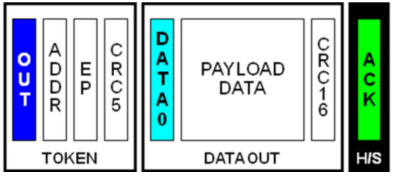 OUT
ADDR
EP
CRC5
TOKEN
DATA0
PAYLOAD
DATA
CRC16
DATA OUT
ACK
H/S